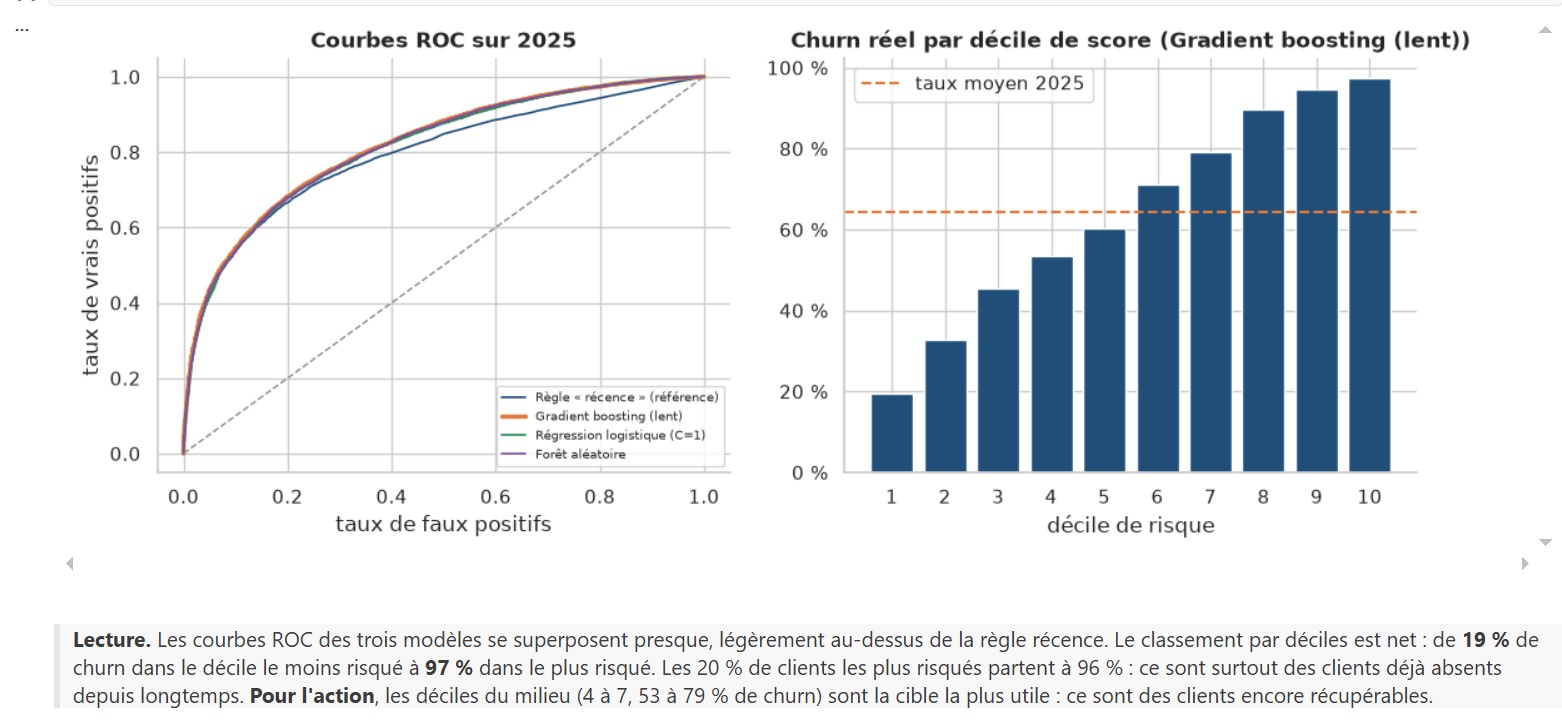 ...
Courbes ROC sur 2025
1.0
0.8
0.6
0.4
0.2
0.0
taux de vrais positifs
0.0 0.2 0.4 0.6 0.8 1.0
taux de faux positifs
Règle « récence » (référence)
Gradient boosting (lent)
Régression logistique (C=1)
Forêt aléatoire
Churn réel par décile de score (Gradient boosting (lent))
100 %
80 %
60 %
40 %
20 %
0 %
taux moyen 2025
1 2 3 4 5 6 7 8 9 10
décile de risque
Lecture. Les courbes ROC des trois modèles se superposent presque, légèrement au-dessus de la règle récence. Le classement par déciles est net : de 19 % de
churn dans le décile le moins risqué à 97 % dans le plus risqué. Les 20 % de clients les plus risqués partent à 96 % : ce sont surtout des clients déjà absents
depuis longtemps. Pour l'action, les déciles du milieu (4 à 7, 53 à 79 % de churn) sont la cible la plus utile : ce sont des clients encore récupérables.